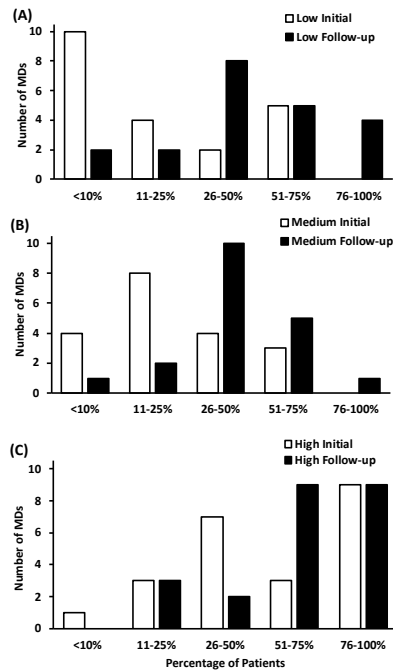 (A)
Low Initial
Low Follow-up
Number of MDs
10
8
6
4
2
0
<10% 11-25% 26-50% 51-75% 76-100%
(B)
Medium Initial
Medium Follow-up
Number of MDs
10
8
6
4
2
0
<10% 11-25% 26-50% 51-75% 76-100%
(C)
High Initial
High Follow-up
Number of MDs
10
8
6
4
2
0
<10% 11-25% 26-50% 51-75% 76-100%
Percentage of Patients